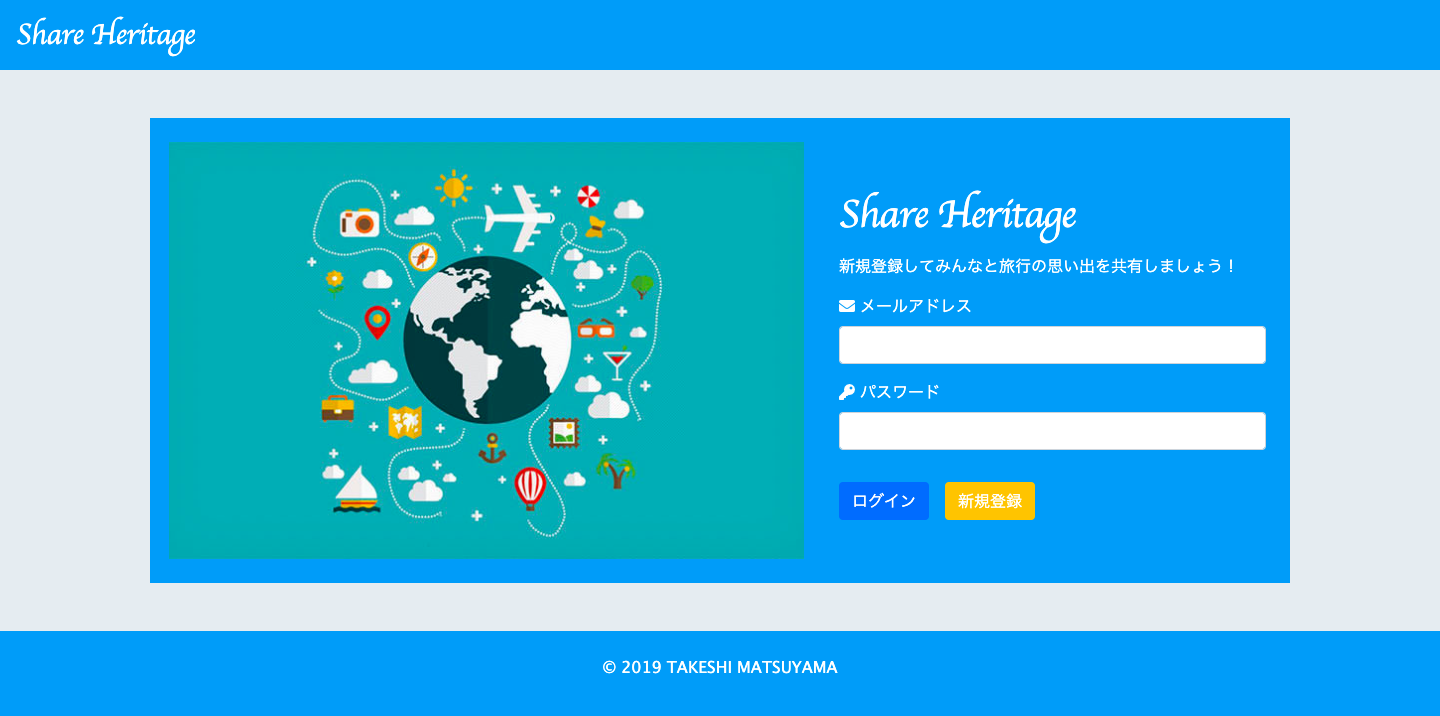 Share Heritage
Share Heritage
新規登録してみんなと旅行の思い出を共有しましょう！
メールアドレス
パスワード
ログイン 新規登録
© 2019 TAKESHI MATSUYAMA